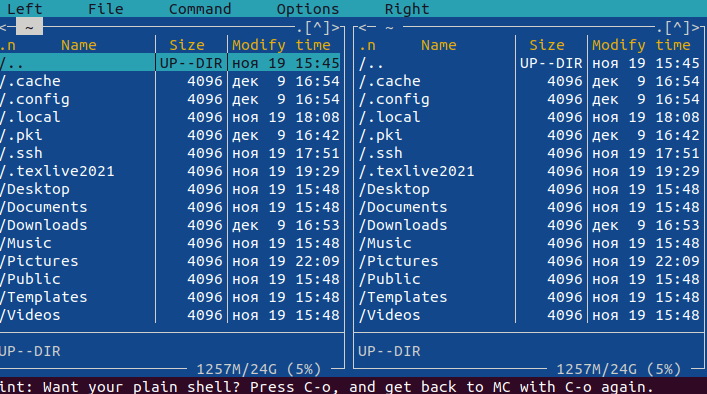 Left File Command Options Right
<- ~ .[^]> <- ~ .[^]>
.n Name Size Modify time .n Name Size Modify time
/.. UP--DIR ноя 19 15:45 /.. UP--DIR ноя 19 15:45
/.cache 4096 дек 9 16:54 /.cache 4096 дек 9 16:54
/.config 4096 дек 9 16:54 /.config 4096 дек 9 16:54
/.local 4096 ноя 19 18:08 /.local 4096 ноя 19 18:08
/.pki 4096 дек 9 16:42 /.pki 4096 дек 9 16:42
/.ssh 4096 ноя 19 17:51 /.ssh 4096 ноя 19 17:51
/.texlive2021 4096 ноя 19 19:29 /.texlive2021 4096 ноя 19 19:29
/Desktop 4096 ноя 19 15:48 /Desktop 4096 ноя 19 15:48
/Documents 4096 ноя 19 15:48 /Documents 4096 ноя 19 15:48
/Downloads 4096 дек 9 16:53 /Downloads 4096 дек 9 16:53
/Music 4096 ноя 19 15:48 /Music 4096 ноя 19 15:48
/Pictures 4096 ноя 19 22:09 /Pictures 4096 ноя 19 22:09
/Public 4096 ноя 19 15:48 /Public 4096 ноя 19 15:48
/Templates 4096 ноя 19 15:48 /Templates 4096 ноя 19 15:48
/Videos 4096 ноя 19 15:48 /Videos 4096 ноя 19 15:48
UP--DIR UP--DIR
1257M/24G (5%) 1257M/24G (5%)
int: Want your plain shell? Press C-o, and get back to MC with C-o again.